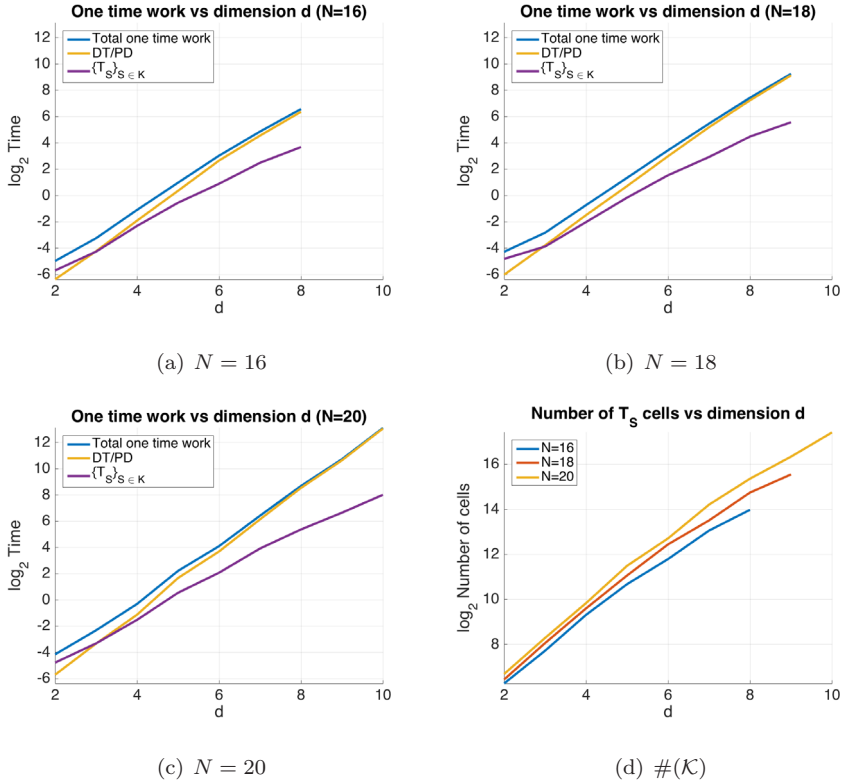 One time work vs dimension d (N=16)
12
10
8
6
4
2
0
-2
-4
-6
log₂ Time
Total one time work
DT/PD
{T_S}_{S ∈ K}
2 4 6 8 10
d
(a) N = 16
One time work vs dimension d (N=18)
12
10
8
6
4
2
0
-2
-4
-6
log₂ Time
Total one time work
DT/PD
{T_S}_{S ∈ K}
2 4 6 8 10
d
(b) N = 18
One time work vs dimension d (N=20)
12
10
8
6
4
2
0
-2
-4
-6
log₂ Time
Total one time work
DT/PD
{T_S}_{S ∈ K}
2 4 6 8 10
d
(c) N = 20
Number of T_S cells vs dimension d
16
14
12
10
8
log₂ Number of cells
N=16
N=18
N=20
2 4 6 8 10
d
(d) #(𝒦)